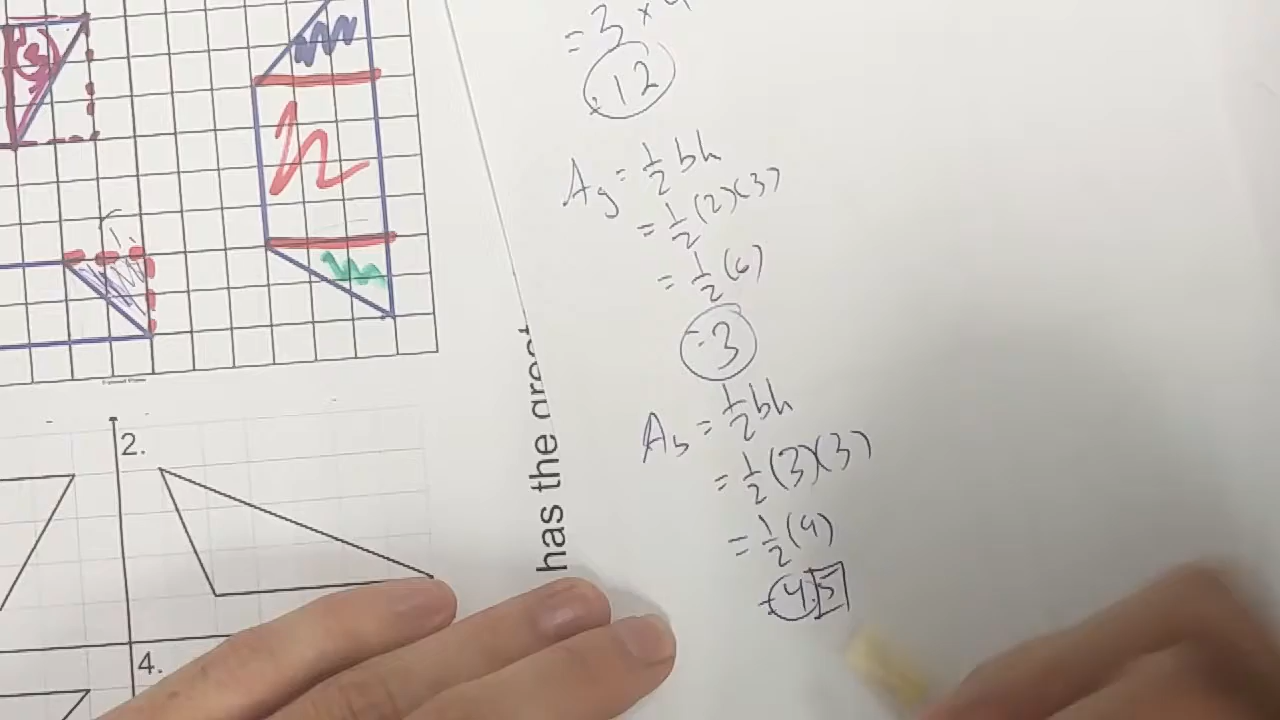 = 3 × 4
= 12
h
A_g = ½bh
= ½(2)(3)
= ½(6)
= 3
A_b = ½bh
= ½(3)(3)
= ½(9)
= 4.5
has the great
2.
4.